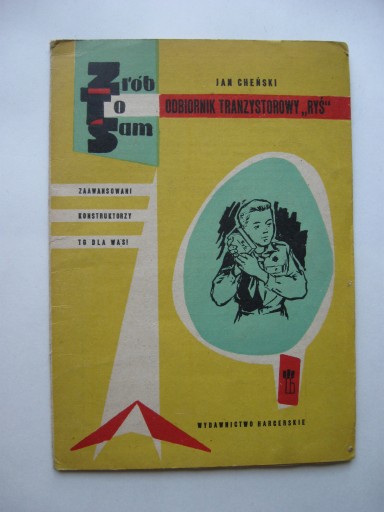 Zrób
To
Sam
JAN CHEŃSKI
ODBIORNIK TRANZYSTOROWY „RYŚ"
ZAAWANSOWANI
KONSTRUKTORZY
TO DLA WAS!
WYDAWNICTWO HARCERSKIE